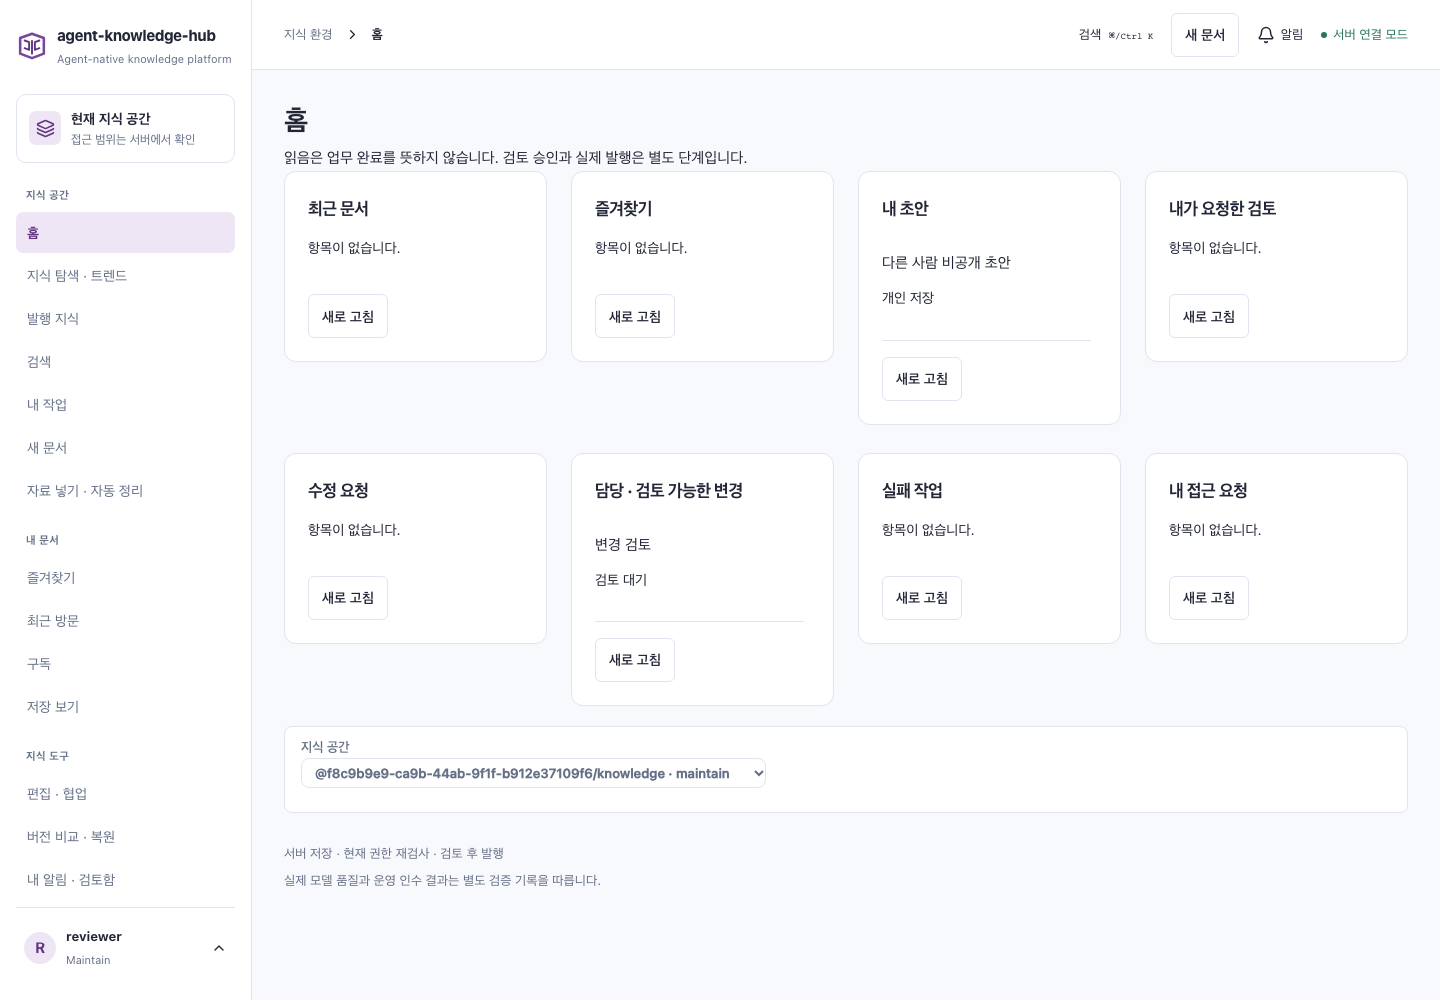 agent-knowledge-hub
Agent-native knowledge platform
현재 지식 공간
접근 범위는 서버에서 확인
지식 공간
홈
지식 탐색 · 트렌드
발행 지식
검색
내 작업
새 문서
자료 넣기 · 자동 정리
내 문서
즐겨찾기
최근 방문
구독
저장 보기
지식 도구
편집 · 협업
버전 비교 · 복원
내 알림 · 검토함
R
reviewer
Maintain
지식 환경
홈
검색 ⌘/Ctrl K
새 문서
알림
서버 연결 모드
홈
읽음은 업무 완료를 뜻하지 않습니다. 검토 승인과 실제 발행은 별도 단계입니다.
최근 문서
항목이 없습니다.
새로 고침
즐겨찾기
항목이 없습니다.
새로 고침
내 초안
다른 사람 비공개 초안
개인 저장
새로 고침
내가 요청한 검토
항목이 없습니다.
새로 고침
수정 요청
항목이 없습니다.
새로 고침
담당 · 검토 가능한 변경
변경 검토
검토 대기
새로 고침
실패 작업
항목이 없습니다.
새로 고침
내 접근 요청
항목이 없습니다.
새로 고침
지식 공간
@f8c9b9e9-ca9b-44ab-9f1f-b912e37109f6/knowledge · maintain
서버 저장 · 현재 권한 재검사 · 검토 후 발행
실제 모델 품질과 운영 인수 결과는 별도 검증 기록을 따릅니다.